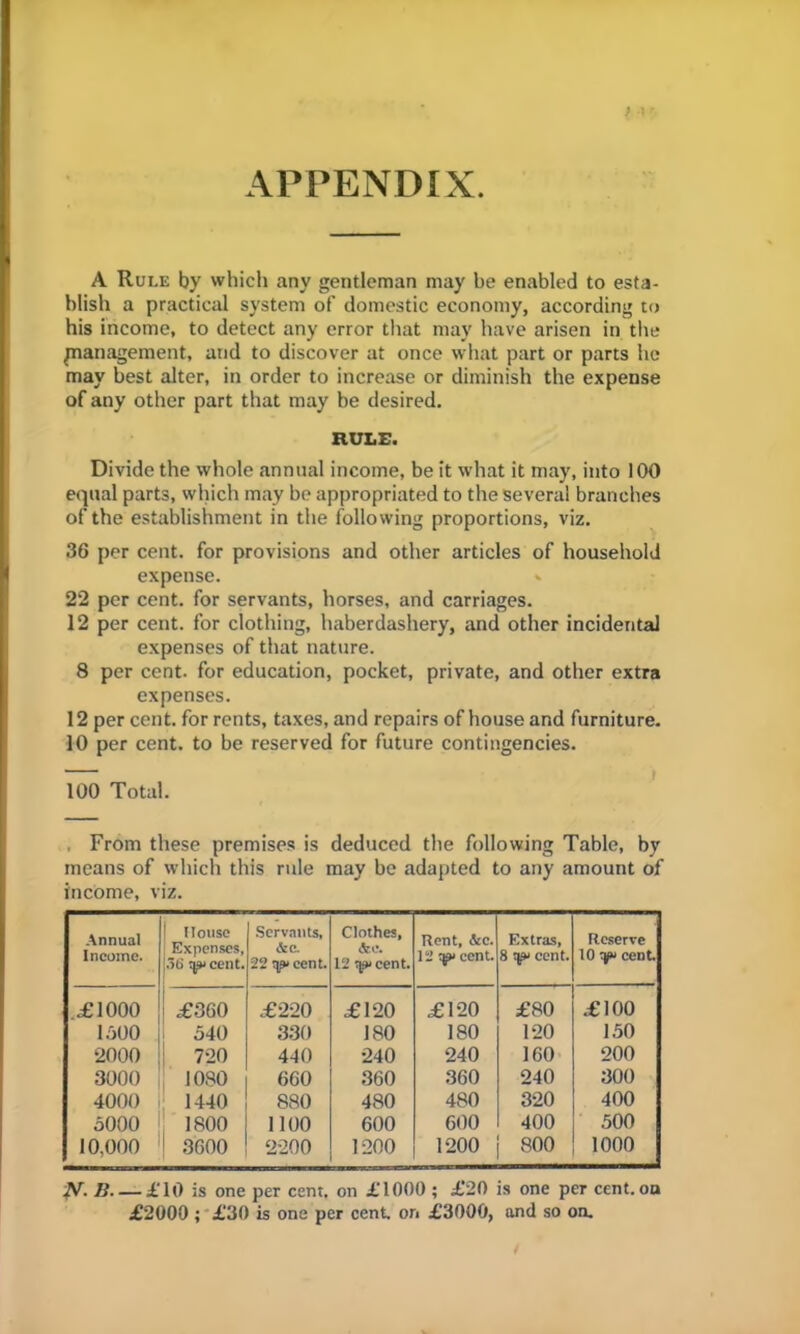 APPENDIX.
A RULE by which any gentleman may be enabled to esta-
blish a practical system of domestic economy, according to
his income, to detect any error that may have arisen in the
management, and to discover at once what part or parts he
may best alter, in order to increase or diminish the expense
of any other part that may be desired.
RULE.
Divide the whole annual income, be it what it may, into 100
equal parts, which may be appropriated to the several branches
of the establishment in the following proportions, viz.
36 per cent. for provisions and other articles of household
expense.
22 per cent. for servants, horses, and carriages.
12 per cent. for clothing, haberdashery, and other incidental
expenses of that nature.
8 per cent. for education, pocket, private, and other extra
expenses.
12 per cent. for rents, taxes, and repairs of house and furniture.
10 per cent. to be reserved for future contingencies.
100 Total.
From these premises is deduced the following Table, by
means of which this rule may be adapted to any amount of
income, viz.
Annual Income. | House Expenses, 36 ⅌ cent. | Servants, &c. 22 ⅌ cent. | Clothes, &c. 12 ⅌ cent. | Rent, &c. 12 ⅌ cent. | Extras, 8 ⅌ cent. | Reserve 10 ⅌ cent.
£1000 | £360 | £220 | £120 | £120 | £80 | £100
1500 | 540 | 330 | 180 | 180 | 120 | 150
2000 | 720 | 440 | 240 | 240 | 160 | 200
3000 | 1080 | 660 | 360 | 360 | 240 | 300
4000 | 1440 | 880 | 480 | 480 | 320 | 400
5000 | 1800 | 1100 | 600 | 600 | 400 | 500
10,000 | 3600 | 2200 | 1200 | 1200 | 800 | 1000
N. B.—£10 is one per cent. on £1000; £20 is one per cent. on
£2000; £30 is one per cent. on £3000, and so on.